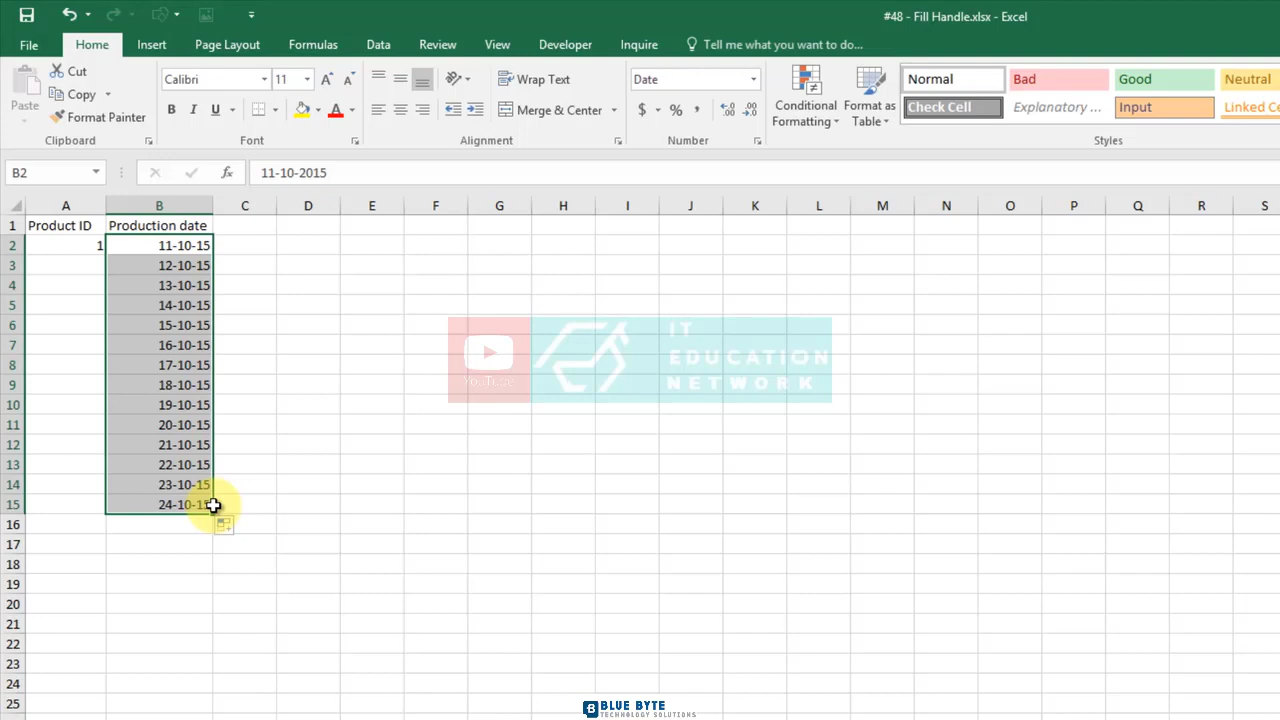 #48 - Fill Handle.xlsx - Excel
File Home Insert Page Layout Formulas Data Review View Developer Inquire Tell me what you want to do...
Paste
Cut
Copy
Format Painter
Clipboard
Calibri 11
B I U
Font
Wrap Text
Merge & Center
Alignment
Date
$ % ,
Number
Conditional Formatting
Format as Table
Normal Bad Good Neutral
Check Cell Explanatory ... Input Linked Ce
Styles
B2 fx 11-10-2015
A B C D E F G H I J K L M N O P Q R S
1 Product ID Production date
2 1 11-10-15
3 12-10-15
4 13-10-15
5 14-10-15
6 15-10-15
7 16-10-15
8 17-10-15
9 18-10-15
10 19-10-15
11 20-10-15
12 21-10-15
13 22-10-15
14 23-10-15
15 24-10-15
16
17
18
19
20
21
22
23
24
25
YouTube
IT
EDUCATION
NETWORK
BLUE BYTE
TECHNOLOGY SOLUTIONS